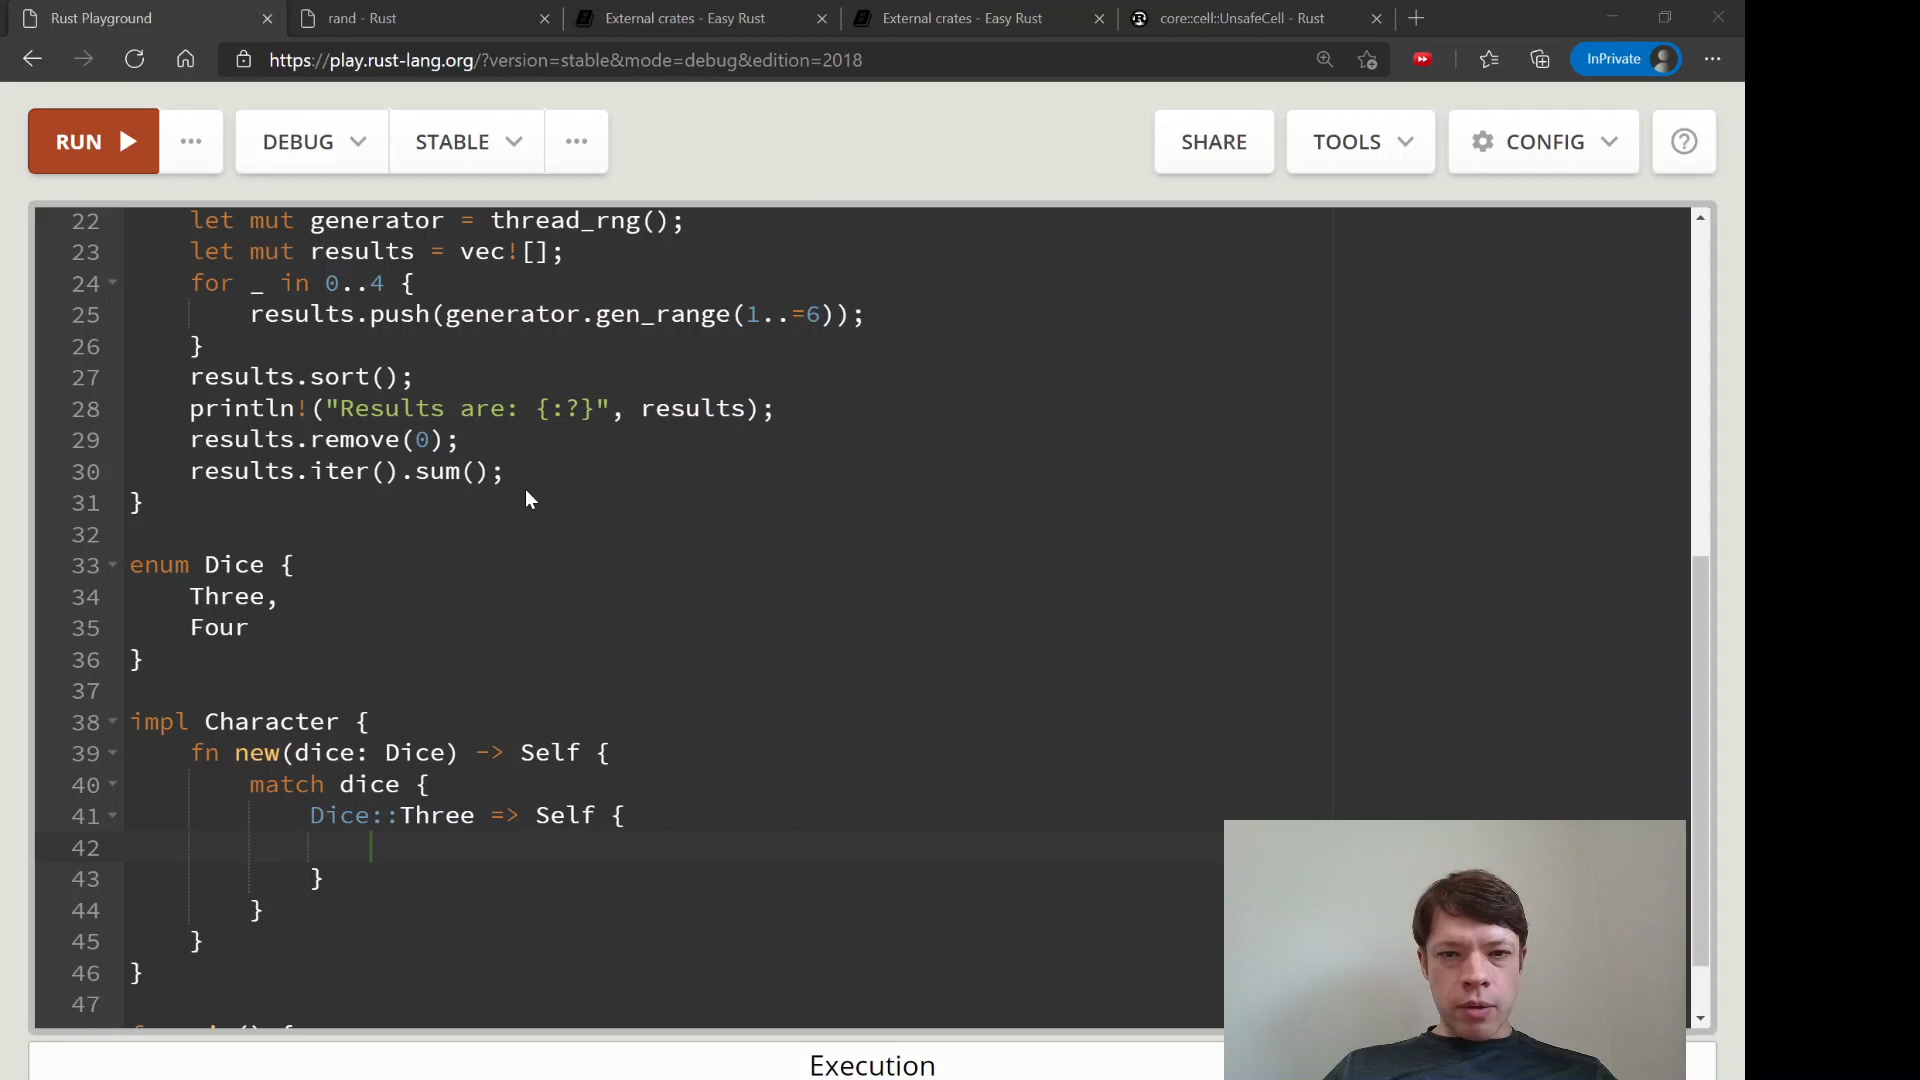 Rust Playground
rand - Rust
External crates - Easy Rust
External crates - Easy Rust
core::cell::UnsafeCell - Rust
https://play.rust-lang.org/?version=stable&mode=debug&edition=2018
InPrivate
RUN
DEBUG
STABLE
SHARE
TOOLS
CONFIG
22 let mut generator = thread_rng();
23 let mut results = vec![];
24 for _ in 0..4 {
25 results.push(generator.gen_range(1..=6));
26 }
27 results.sort();
28 println!("Results are: {:?}", results);
29 results.remove(0);
30 results.iter().sum();
31 }
32
33 enum Dice {
34 Three,
35 Four
36 }
37
38 impl Character {
39 fn new(dice: Dice) -> Self {
40 match dice {
41 Dice::Three => Self {
42
43 }
44 }
45 }
46 }
47
Execution